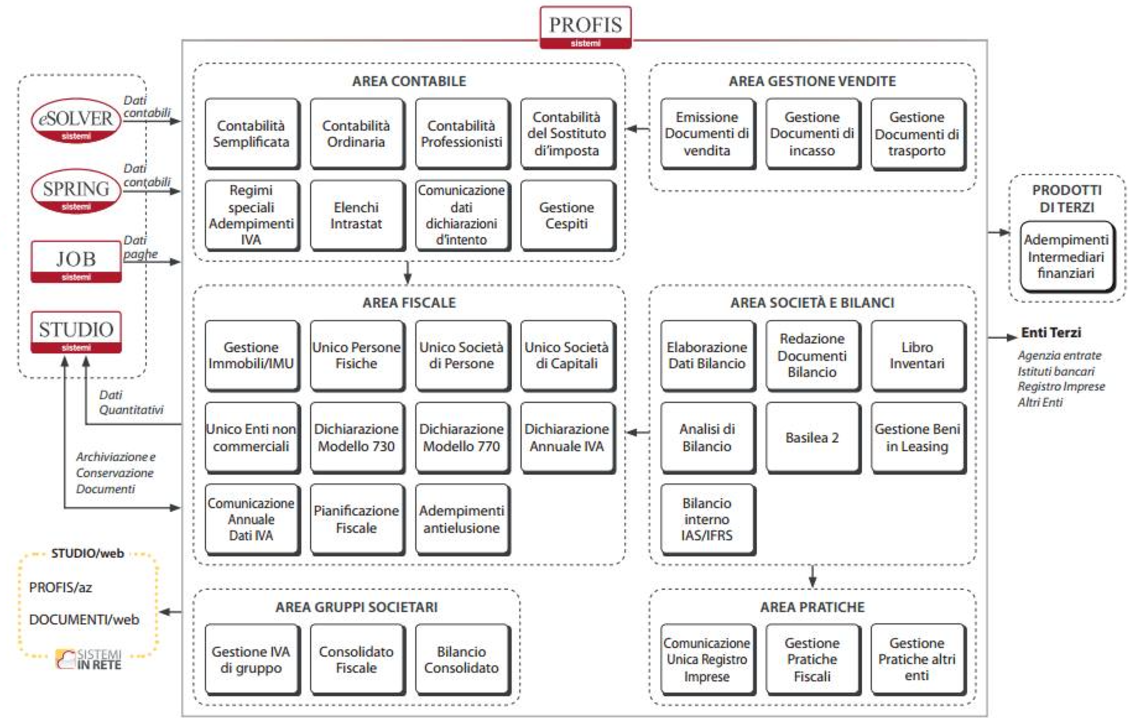 PROFIS
sistemi
eSOLVER
sistemi
Dati
contabili
SPRING
sistemi
Dati
contabili
JOB
sistemi
Dati
paghe
STUDIO
sistemi
Dati
Quantitativi
Archiviazione e
Conservazione
Documenti
STUDIO/web
PROFIS/az
DOCUMENTI/web
SISTEMI
IN RETE
AREA CONTABILE
Contabilità
Semplificata
Contabilità
Ordinaria
Contabilità
Professionisti
Contabilità
del Sostituto
di'imposta
Regimi
speciali
Adempimenti
IVA
Elenchi
Intrastat
Comunicazione
dati
dichiarazioni
d'intento
Gestione
Cespiti
AREA GESTIONE VENDITE
Emissione
Documenti di
vendita
Gestione
Documenti di
incasso
Gestione
Documenti di
trasporto
AREA FISCALE
Gestione
Immobili/IMU
Unico Persone
Fisiche
Unico Società
di Persone
Unico Società
di Capitali
Unico Enti non
commerciali
Dichiarazione
Modello 730
Dichiarazione
Modello 770
Dichiarazione
Annuale IVA
Comunicazione
Annuale
Dati IVA
Pianificazione
Fiscale
Adempimenti
antielusione
AREA SOCIETÀ E BILANCI
Elaborazione
Dati Bilancio
Redazione
Documenti
Bilancio
Libro
Inventari
Analisi di
Bilancio
Basilea 2
Gestione Beni
in Leasing
Bilancio
interno
IAS/IFRS
AREA GRUPPI SOCIETARI
Gestione IVA
di gruppo
Consolidato
Fiscale
Bilancio
Consolidato
AREA PRATICHE
Comunicazione
Unica Registro
Imprese
Gestione
Pratiche
Fiscali
Gestione
Pratiche altri
enti
PRODOTTI
DI TERZI
Adempimenti
Intermediari
finanziari
Enti Terzi
Agenzia entrate
Istituti bancari
Registro Imprese
Altri Enti